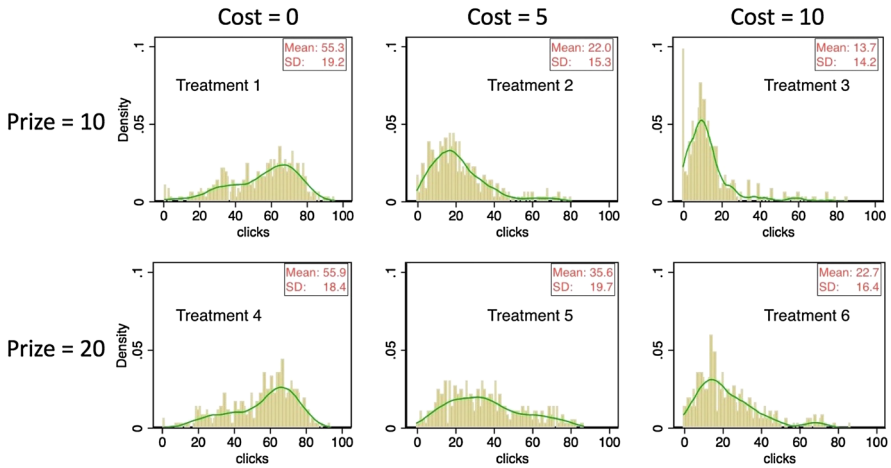 Cost = 0 Cost = 5 Cost = 10
Prize = 10
Density
.1
.05
0
Mean: 55.3
SD: 19.2
Treatment 1
0 20 40 60 80 100
clicks
.1
.05
0
Mean: 22.0
SD: 15.3
Treatment 2
0 20 40 60 80 100
clicks
.1
.05
0
Mean: 13.7
SD: 14.2
Treatment 3
0 20 40 60 80 100
clicks
Prize = 20
Density
.1
.05
0
Mean: 55.9
SD: 18.4
Treatment 4
0 20 40 60 80 100
clicks
.1
.05
0
Mean: 35.6
SD: 19.7
Treatment 5
0 20 40 60 80 100
clicks
.1
.05
0
Mean: 22.7
SD: 16.4
Treatment 6
0 20 40 60 80 100
clicks